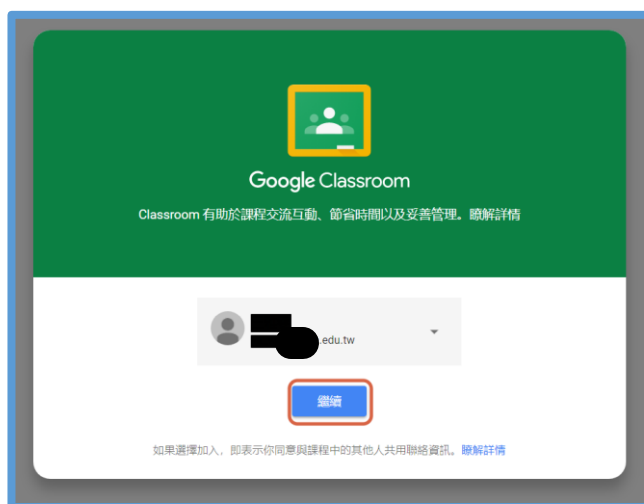 Google Classroom
Classroom 有助於課程交流互動、節省時間以及妥善管理。瞭解詳情
.edu.tw
繼續
如果選擇加入，即表示你同意與課程中的其他人共用聯絡資訊。瞭解詳情